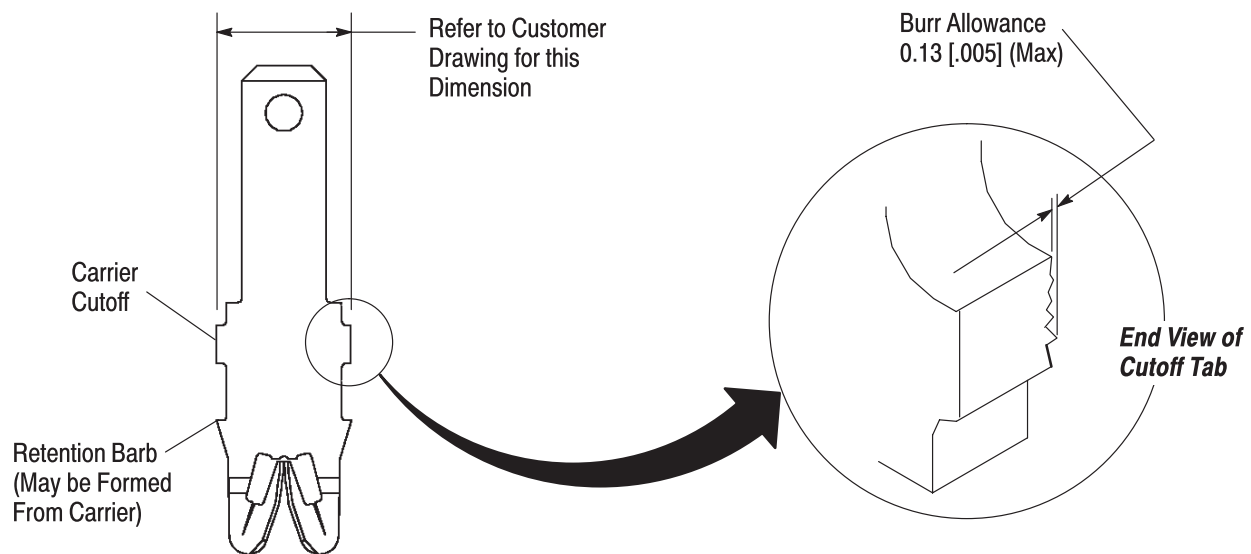 Refer to Customer
Drawing for this
Dimension
Burr Allowance
0.13 [.005] (Max)
Carrier
Cutoff
End View of
Cutoff Tab
Retention Barb
(May be Formed
From Carrier)